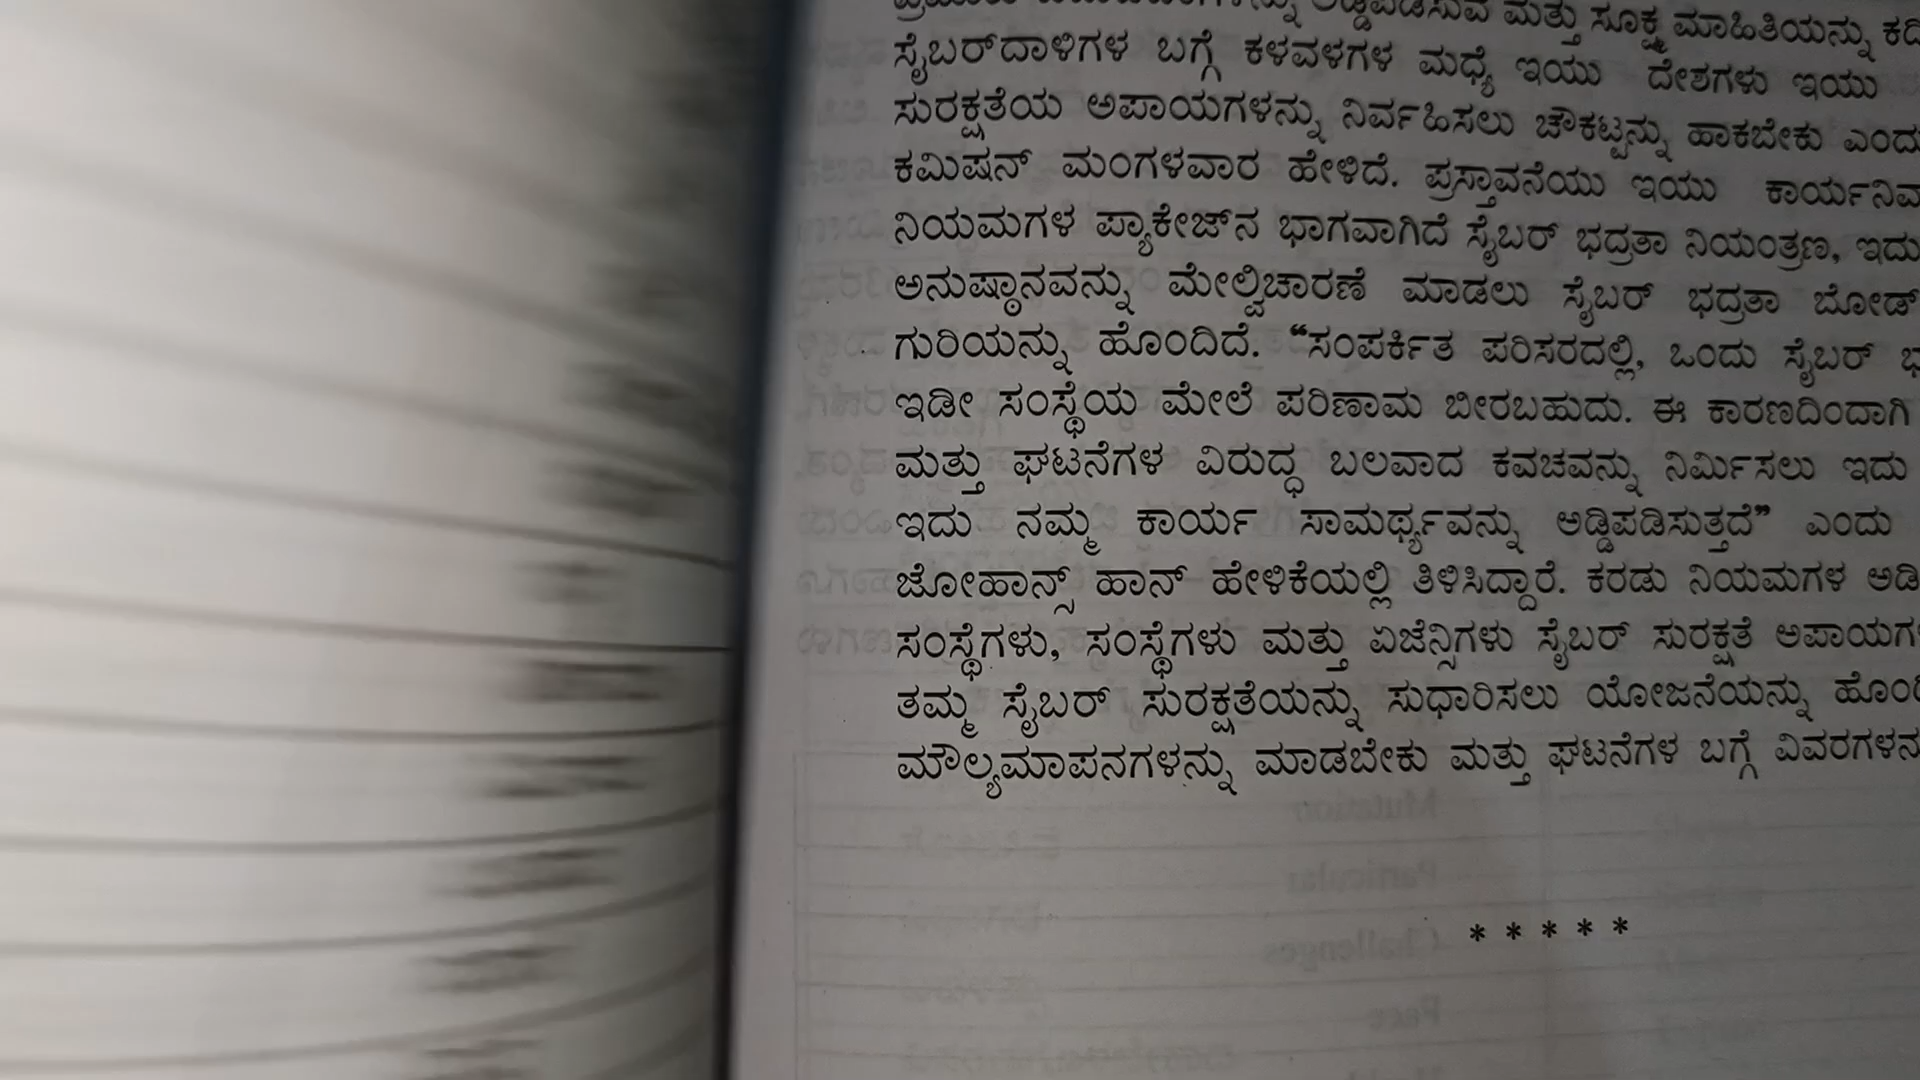 ಮತ್ತು ಸೂಕ್ಷ್ಮ ಮಾಹಿತಿಯನ್ನು
ಸೈಬರ್‌ದಾಳಿಗಳ ಬಗ್ಗೆ ಕಳವಳಗಳ ಮಧ್ಯೆ ಇಯು ದೇಶಗಳು ಇಯು
ಸುರಕ್ಷತೆಯ ಅಪಾಯಗಳನ್ನು ನಿರ್ವಹಿಸಲು ಚೌಕಟ್ಟನ್ನು ಹಾಕಬೇಕು
ಕಮಿಷನ್ ಮಂಗಳವಾರ ಹೇಳಿದೆ. ಪ್ರಸ್ತಾವನೆಯು ಇಯು
ನಿಯಮಗಳ ಪ್ಯಾಕೇಜ್‌ನ ಭಾಗವಾಗಿದೆ ಸೈಬರ್ ಭದ್ರತಾ ನಿಯಂತ್ರಣ, ಇದು
ಅನುಷ್ಠಾನವನ್ನು ಮೇಲ್ವಿಚಾರಣೆ ಮಾಡಲು ಸೈಬರ್ ಭದ್ರತಾ
ಗುರಿಯನ್ನು ಹೊಂದಿದೆ. “ಸಂಪರ್ಕಿತ ಪರಿಸರದಲ್ಲಿ, ಒಂದು ಸೈಬರ್
ಇಡೀ ಸಂಸ್ಥೆಯ ಮೇಲೆ ಪರಿಣಾಮ ಬೀರಬಹುದು. ಈ ಕಾರಣದಿಂದಾಗಿ
ಮತ್ತು ಘಟನೆಗಳ ವಿರುದ್ಧ ಬಲವಾದ ಕವಚವನ್ನು ನಿರ್ಮಿಸಲು ಇದು
ಇದು ನಮ್ಮ ಕಾರ್ಯ ಸಾಮರ್ಥ್ಯವನ್ನು ಅಡ್ಡಿಪಡಿಸುತ್ತದೆ” ಎಂದು
ಜೋಹಾನ್ಸ್ ಹಾನ್ ಹೇಳಿಕೆಯಲ್ಲಿ ತಿಳಿಸಿದ್ದಾರೆ. ಕರಡು ನಿಯಮಗಳ
ಸಂಸ್ಥೆಗಳು, ಸಂಸ್ಥೆಗಳು ಮತ್ತು ಏಜೆನ್ಸಿಗಳು ಸೈಬರ್ ಸುರಕ್ಷತೆ
ತಮ್ಮ ಸೈಬರ್ ಸುರಕ್ಷತೆಯನ್ನು ಸುಧಾರಿಸಲು ಯೋಜನೆಯನ್ನು
ಮೌಲ್ಯಮಾಪನಗಳನ್ನು ಮಾಡಬೇಕು ಮತ್ತು ಘಟನೆಗಳ ಬಗ್ಗೆ
* * * * *